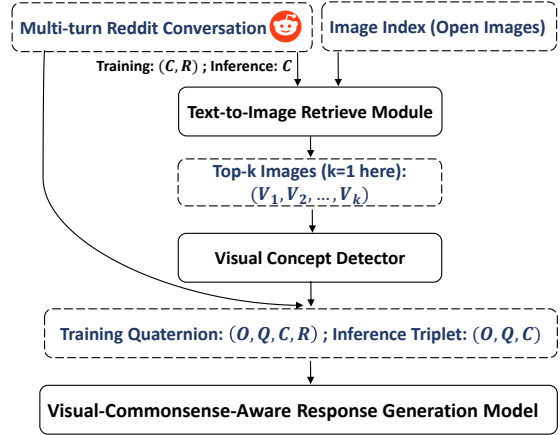 Multi-turn Reddit Conversation
Image Index (Open Images)
Training: (C, R) ; Inference: C
Text-to-Image Retrieve Module
Top-k Images (k=1 here):
(V₁, V₂, ..., Vₖ)
Visual Concept Detector
Training Quaternion: (O, Q, C, R) ; Inference Triplet: (O, Q, C)
Visual-Commonsense-Aware Response Generation Model